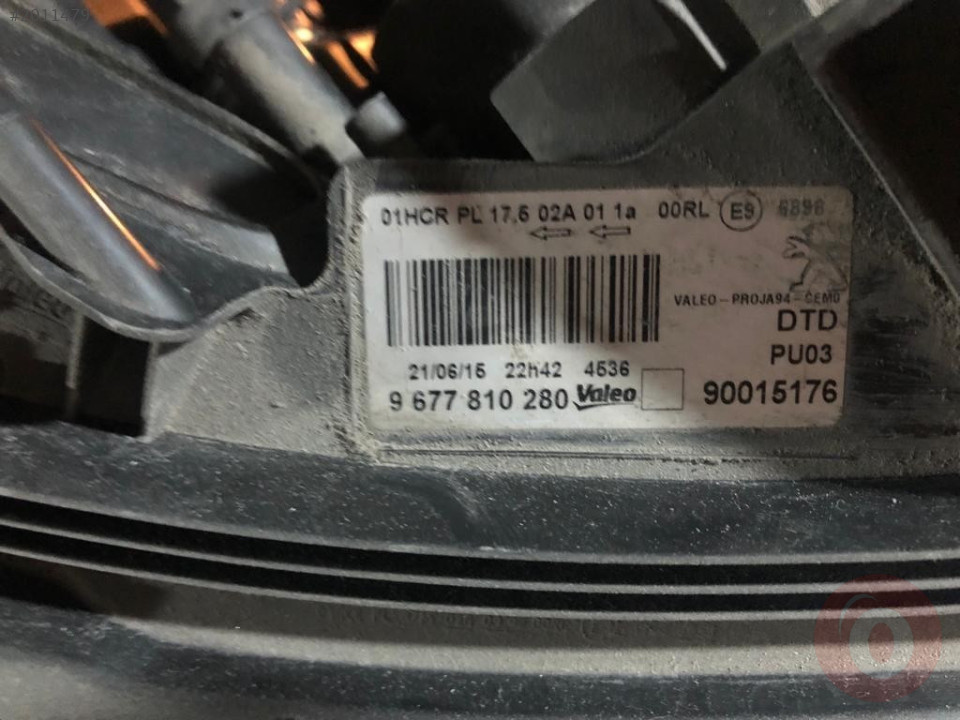 01HCR PL 17.5 02A 01 1a 00RL E9
VALEO-PROJA94-CEMU
DTD
PU03
21/06/15 22h42 4536
9 677 810 280 Valeo 90015176